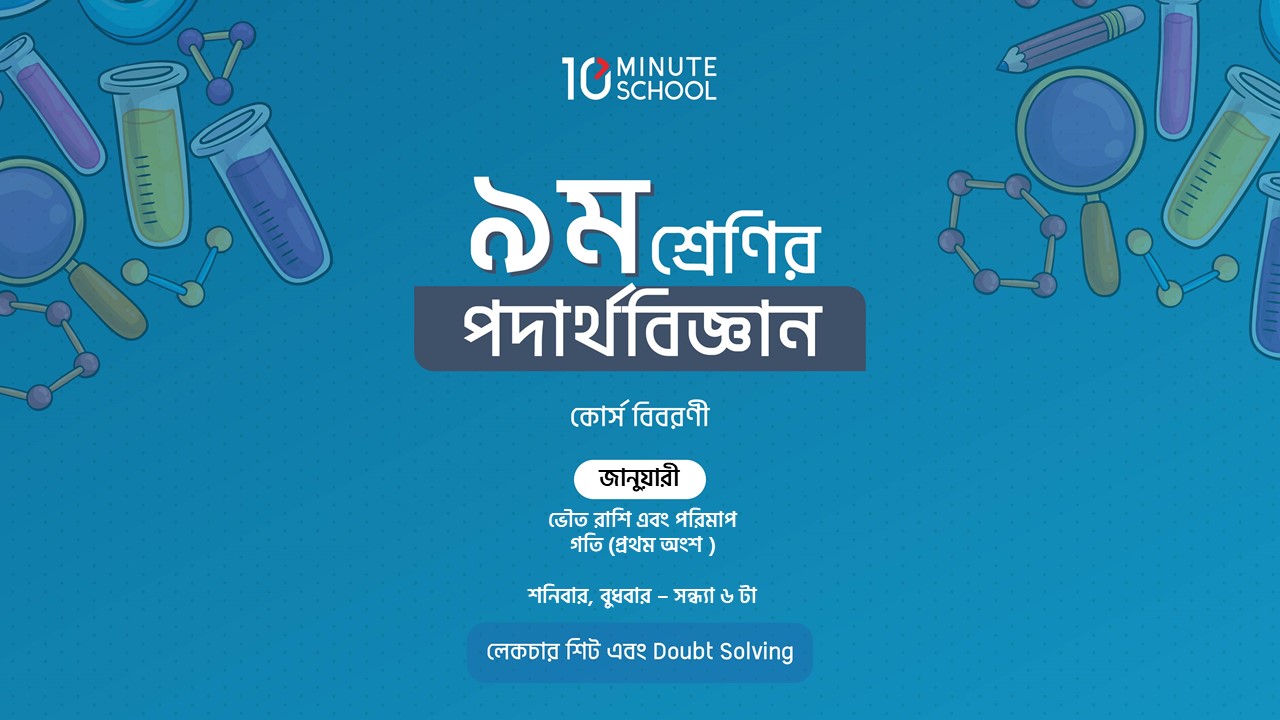 10 MINUTE
SCHOOL
৯ম শ্রেণির
পদার্থবিজ্ঞান
কোর্স বিবরণী
জানুয়ারী
ভৌত রাশি এবং পরিমাপ
গতি (প্রথম অংশ )
শনিবার, বুধবার – সন্ধ্যা ৬ টা
লেকচার শিট এবং Doubt Solving